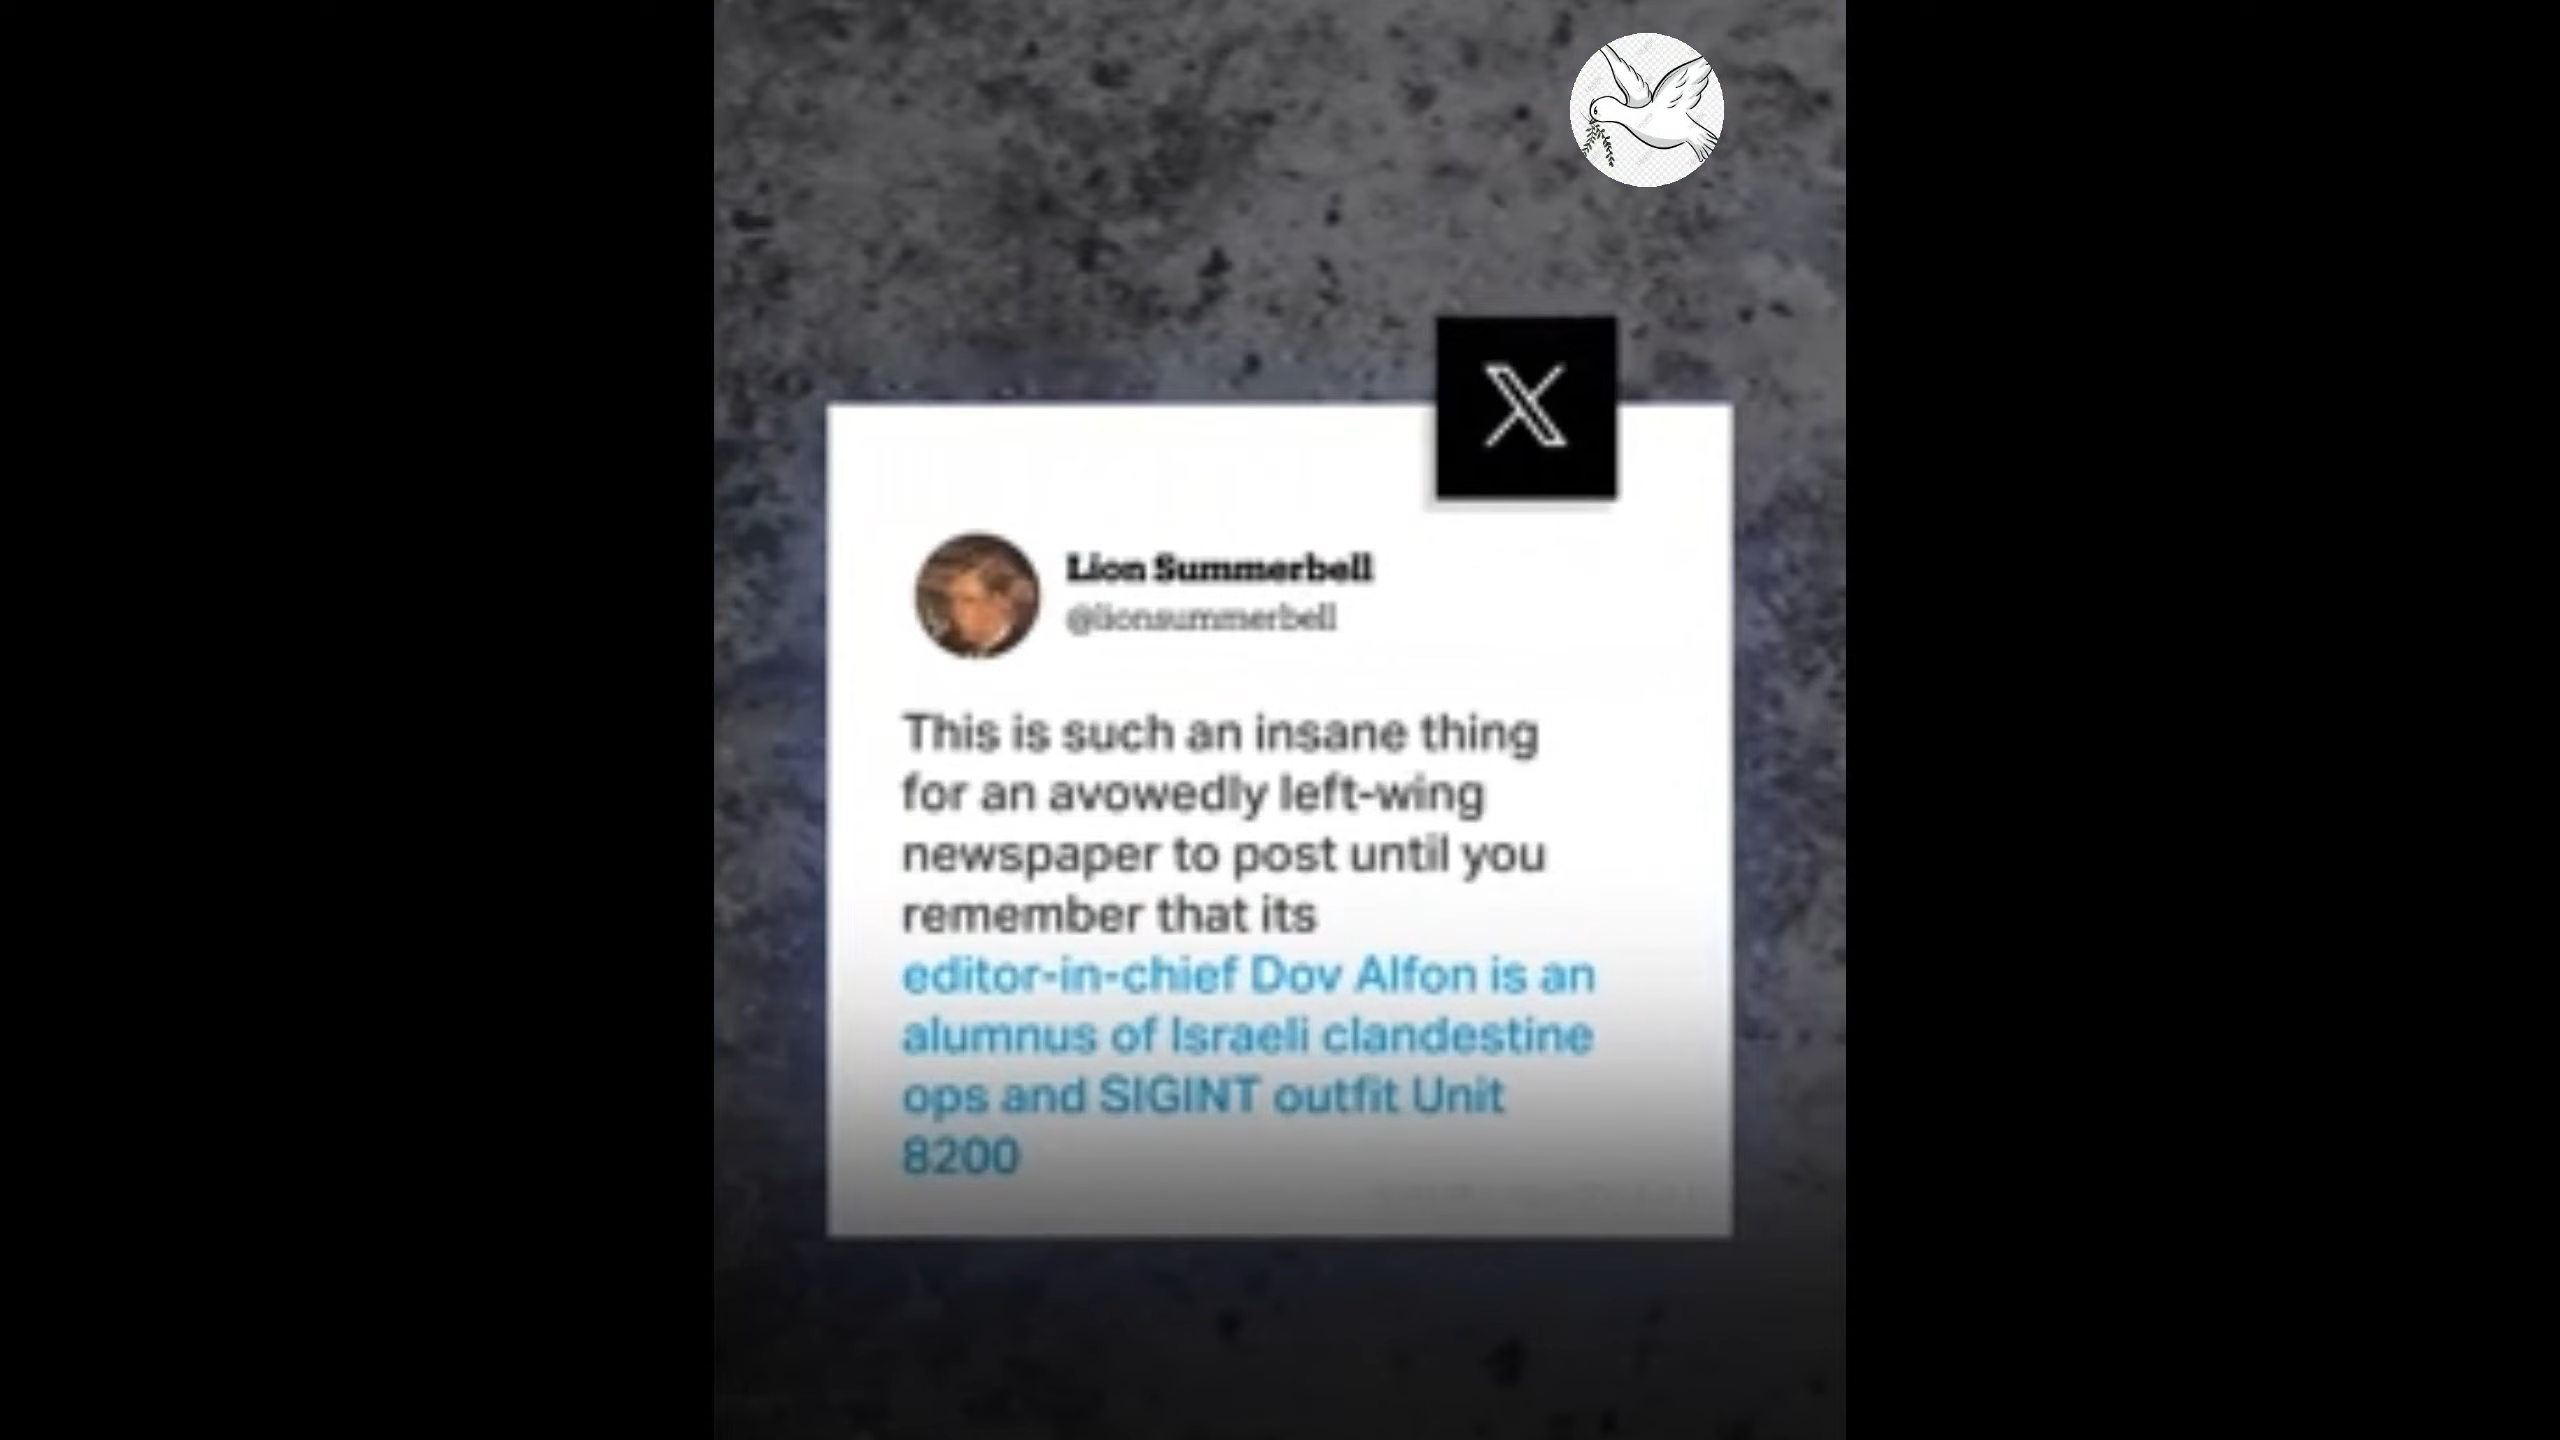 Lion Summerbell
@lionsummerbell
This is such an insane thing
for an avowedly left-wing
newspaper to post until you
remember that its
editor-in-chief Dov Alfon is an
alumnus of Israeli clandestine
ops and SIGINT outfit Unit
8200